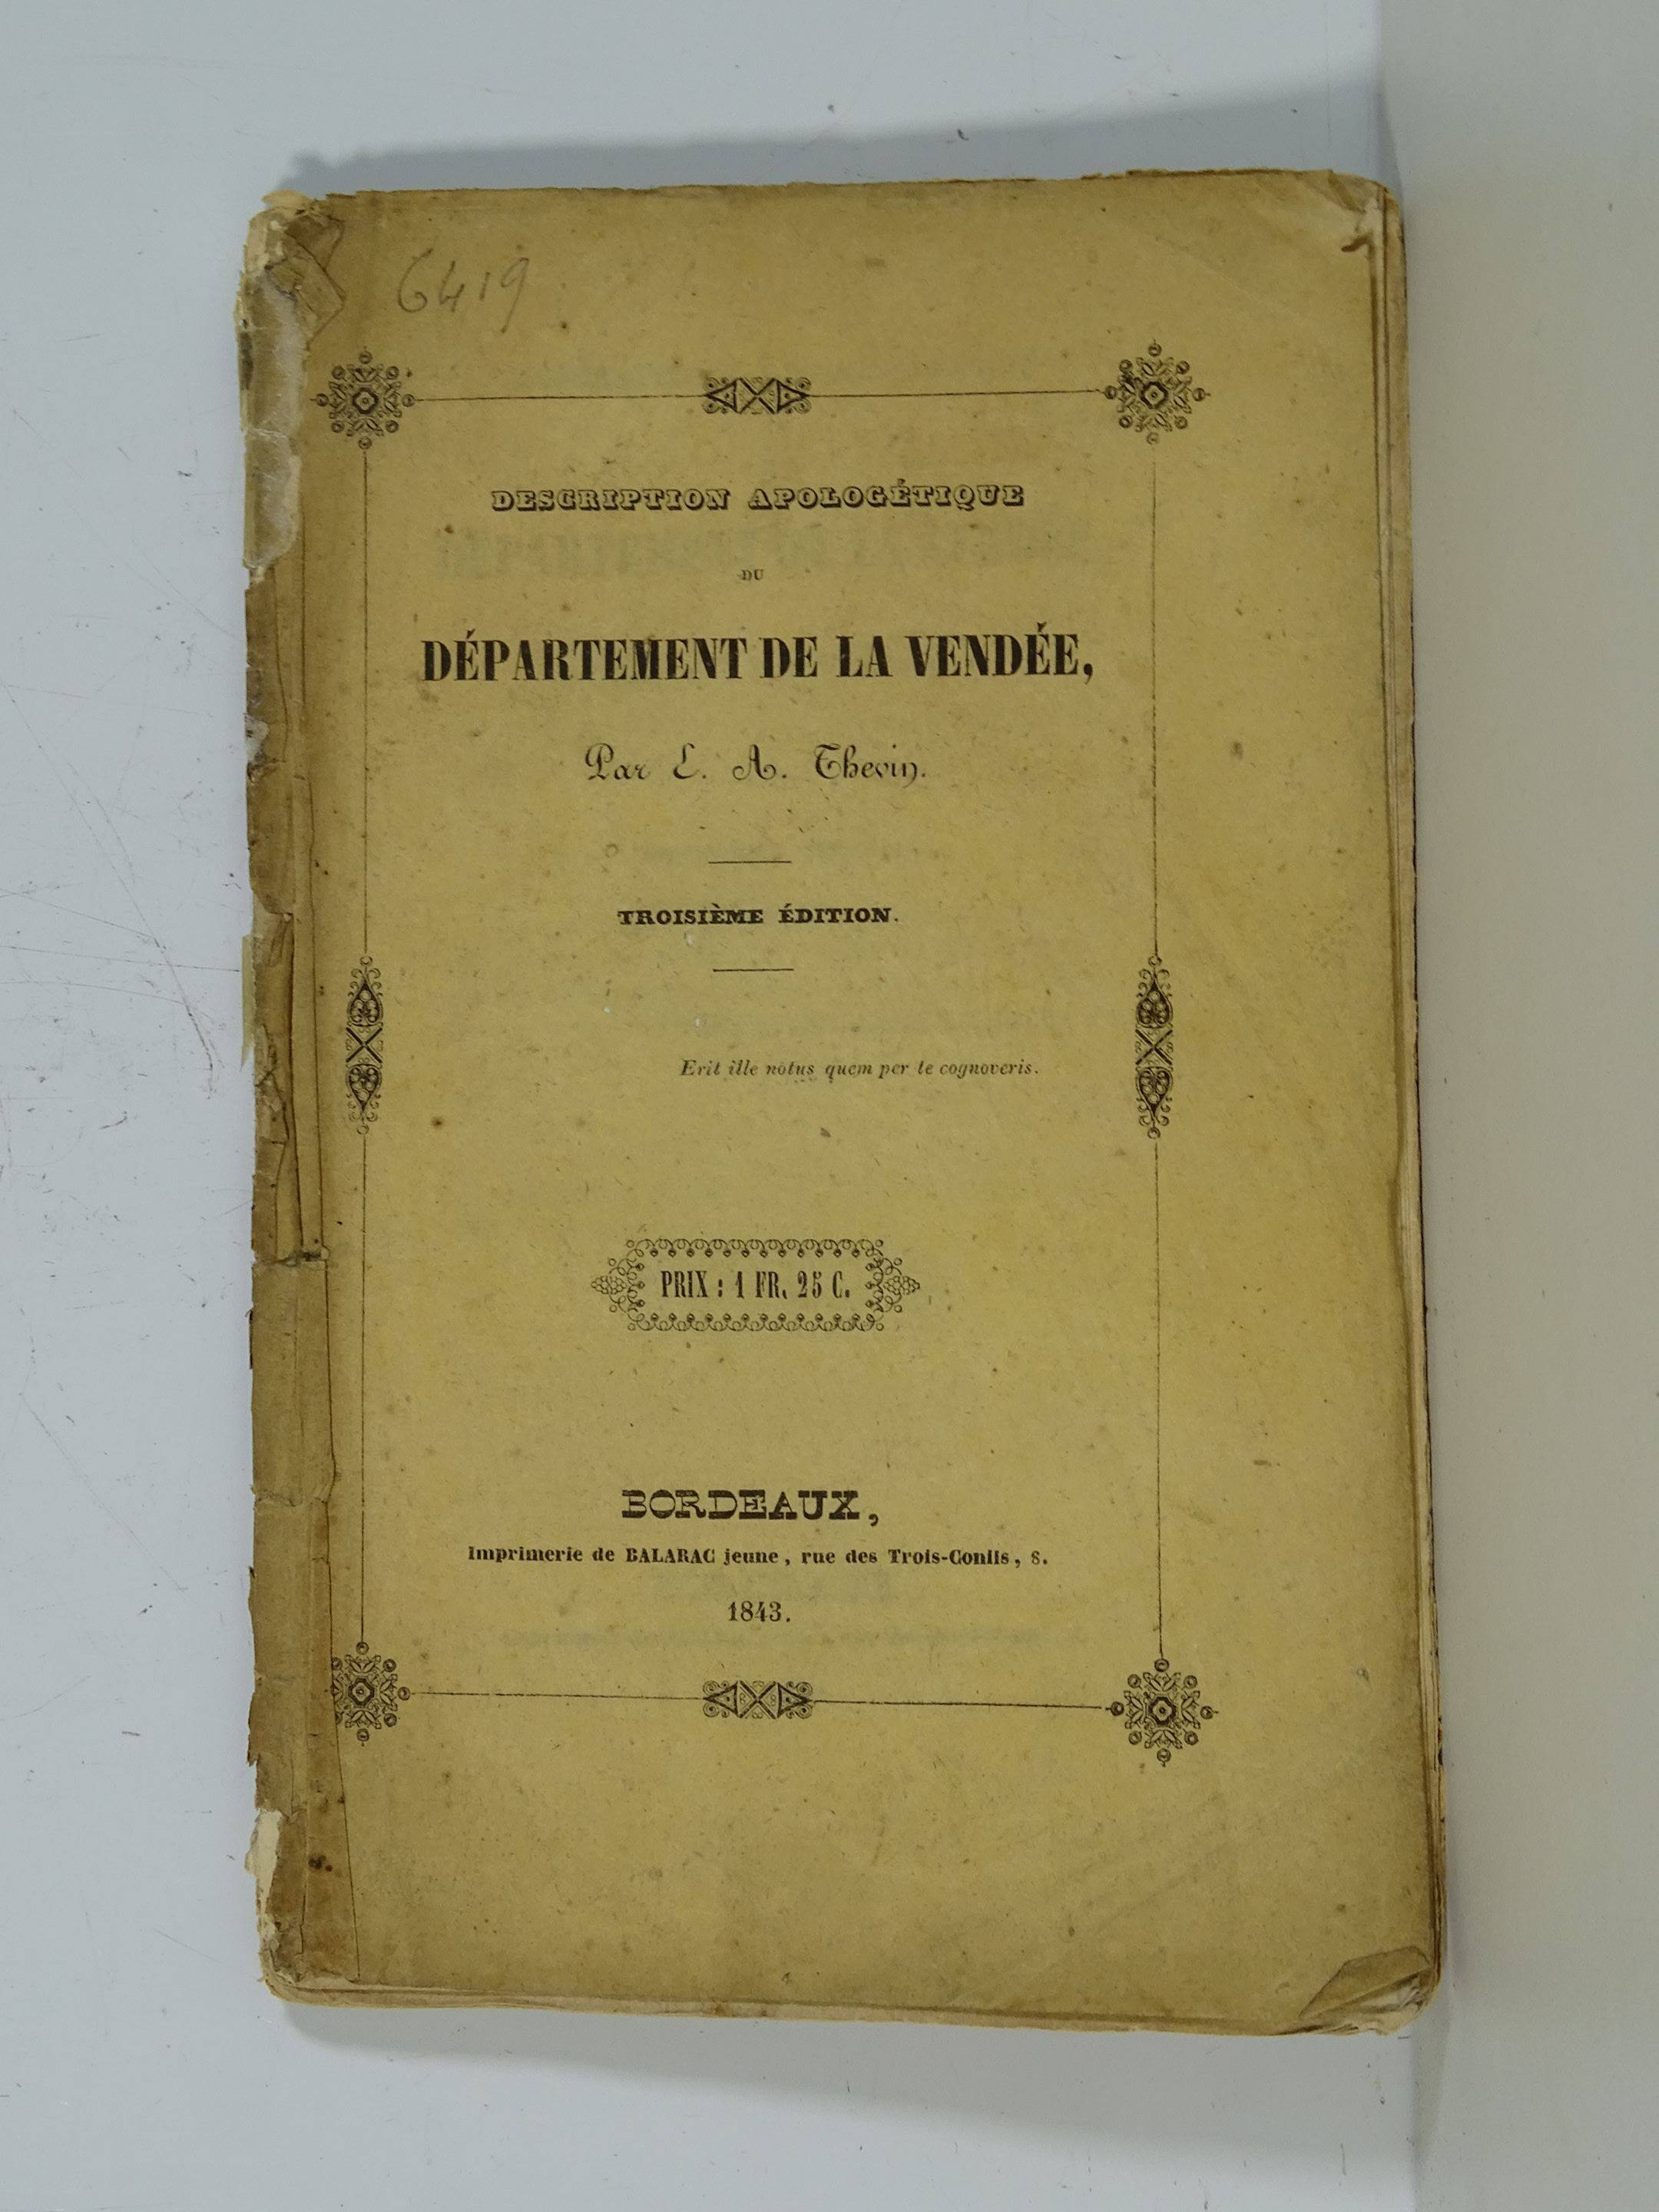 6419
DESCRIPTION APOLOGÉTIQUE
DU
DÉPARTEMENT DE LA VENDÉE,
Par L. A. Thevin.
TROISIÈME ÉDITION.
Erit ille notus quem per te cognoveris.
PRIX : 1 FR. 25 C.
BORDEAUX,
Imprimerie de BALARAC jeune, rue des Trois-Conils, 8.
1843.